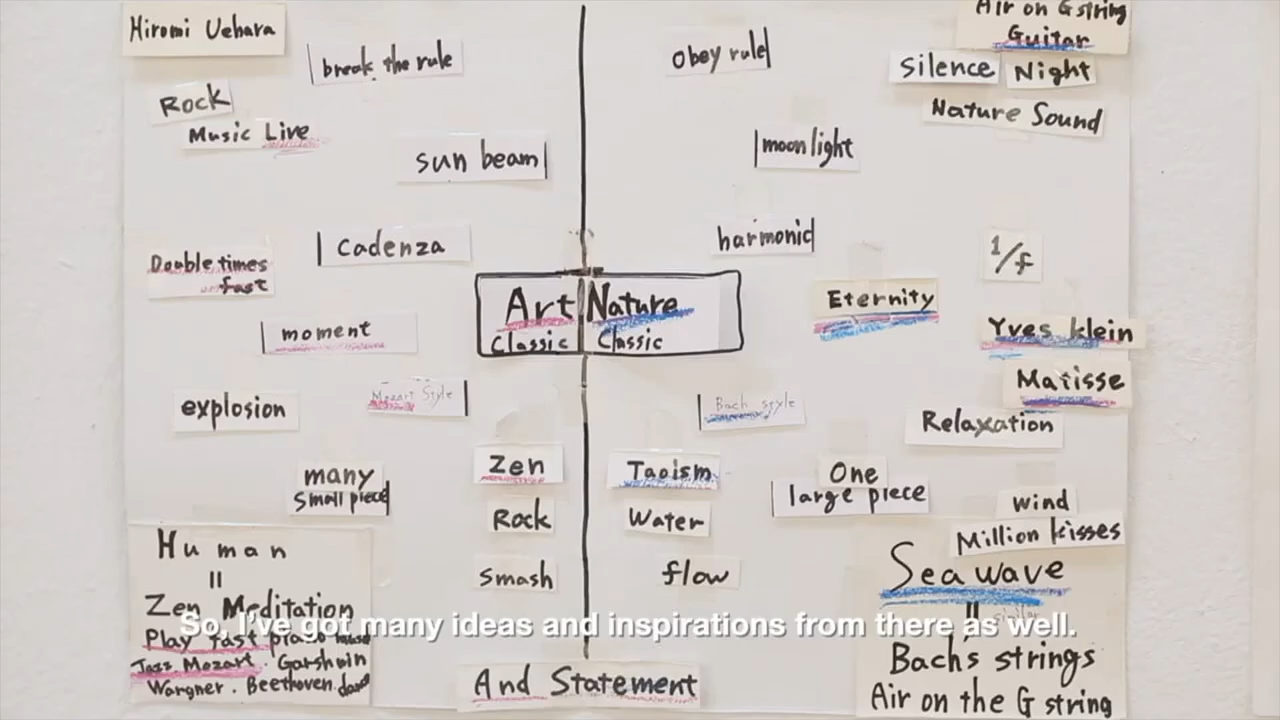 Hiromi Uehara
break the rule
Rock
Music Live
sun beam
Cadenza
Double times
fast
moment
explosion
Mozart Style
many
Small piece
Zen
Rock
smash
Human
=
Zen Meditation
Play fast piano
Jazz Mozart. Garshwin
Wargner. Beethoven
Art
Classic
Nature
Classic
obey rule
Air on G string
Guitar
Silence
Night
Nature Sound
moon light
harmonic
1/f
Eternity
Yves klein
Matisse
Bach style
Relaxation
Taoism
Water
flow
One
large piece
wind
Million kisses
Sea wave
=
Bach's strings
Air on the G string
And Statement
So, I've got many ideas and inspirations from there as well.